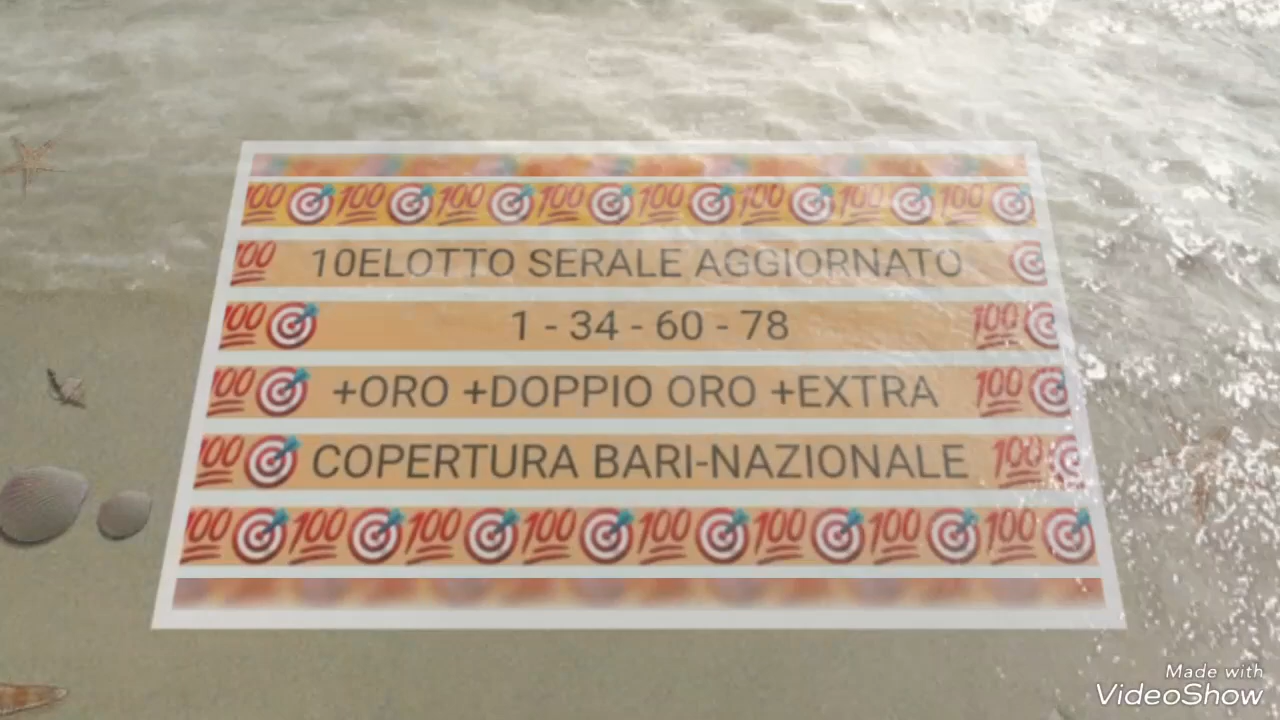 💯🎯💯🎯💯🎯💯🎯💯🎯💯🎯💯🎯💯🎯
💯 10ELOTTO SERALE AGGIORNATO 🎯
💯🎯 1 - 34 - 60 - 78 💯🎯
💯🎯 +ORO +DOPPIO ORO +EXTRA 💯🎯
💯🎯 COPERTURA BARI-NAZIONALE 💯🎯
💯🎯💯🎯💯🎯💯🎯💯🎯💯🎯💯🎯💯🎯
Made with
VideoShow